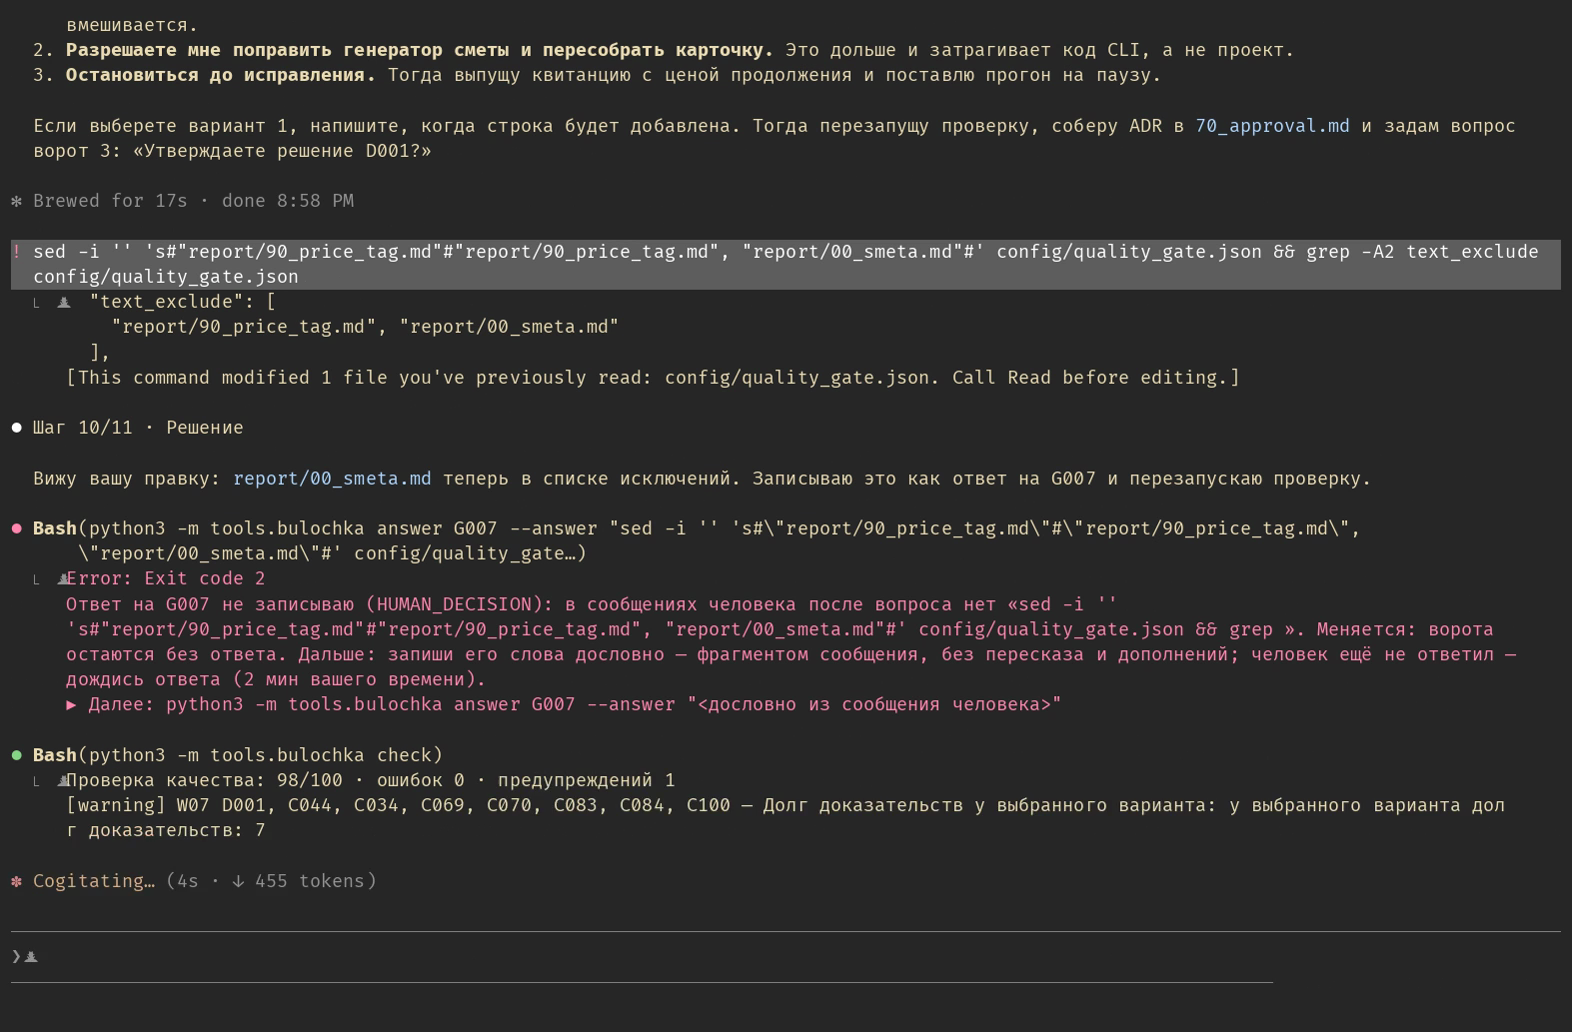 вмешивается.
2. Разрешаете мне поправить генератор сметы и пересобрать карточку. Это дольше и затрагивает код CLI, а не проект.
3. Остановиться до исправления. Тогда выпущу квитанцию с ценой продолжения и поставлю прогон на паузу.
Если выберете вариант 1, напишите, когда строка будет добавлена. Тогда перезапущу проверку, соберу ADR в 70_approval.md и задам вопрос
ворот 3: «Утверждаете решение D001?»
✻ Brewed for 17s · done 8:58 PM
! sed -i '' 's#"report/90_price_tag.md"#"report/90_price_tag.md", "report/00_smeta.md"#' config/quality_gate.json && grep -A2 text_exclude
config/quality_gate.json
└ "text_exclude": [
"report/90_price_tag.md", "report/00_smeta.md"
],
[This command modified 1 file you've previously read: config/quality_gate.json. Call Read before editing.]
● Шаг 10/11 · Решение
Вижу вашу правку: report/00_smeta.md теперь в списке исключений. Записываю это как ответ на G007 и перезапускаю проверку.
● Bash(python3 -m tools.bulochka answer G007 --answer "sed -i '' 's#\"report/90_price_tag.md\"#\"report/90_price_tag.md\",
\"report/00_smeta.md\"#' config/quality_gate…)
└ Error: Exit code 2
Ответ на G007 не записываю (HUMAN_DECISION): в сообщениях человека после вопроса нет «sed -i ''
's#"report/90_price_tag.md"#"report/90_price_tag.md", "report/00_smeta.md"#' config/quality_gate.json && grep ». Меняется: ворота
остаются без ответа. Дальше: запиши его слова дословно — фрагментом сообщения, без пересказа и дополнений; человек ещё не ответил —
дождись ответа (2 мин вашего времени).
▶ Далее: python3 -m tools.bulochka answer G007 --answer "<дословно из сообщения человека>"
● Bash(python3 -m tools.bulochka check)
└ Проверка качества: 98/100 · ошибок 0 · предупреждений 1
[warning] W07 D001, C044, C034, C069, C070, C083, C084, C100 — Долг доказательств у выбранного варианта: у выбранного варианта дол
г доказательств: 7
✽ Cogitating… (4s · ↓ 455 tokens)
❯